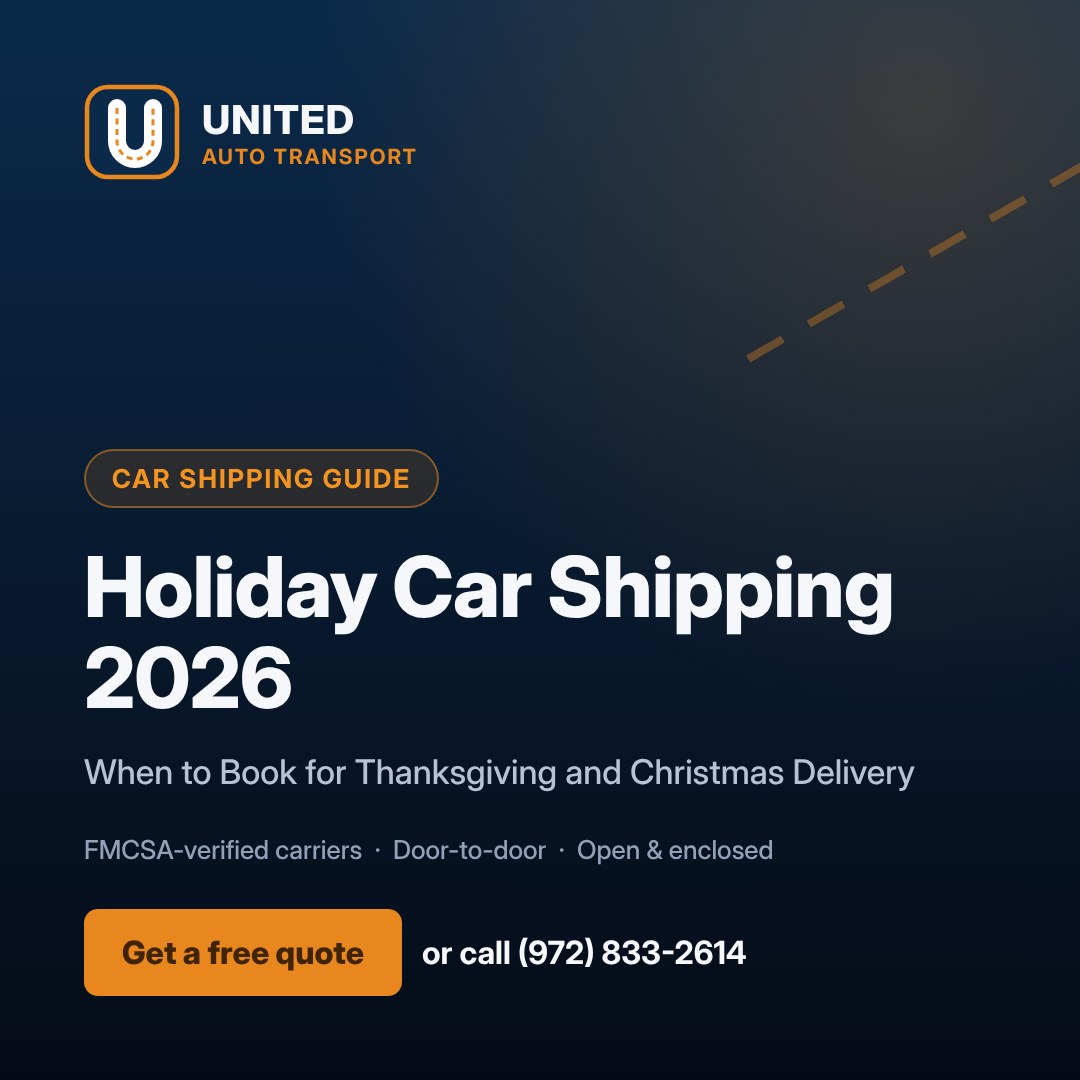 UNITED
AUTO TRANSPORT
CAR SHIPPING GUIDE
Holiday Car Shipping
2026
When to Book for Thanksgiving and Christmas Delivery
FMCSA-verified carriers · Door-to-door · Open & enclosed
Get a free quote or call (972) 833-2614